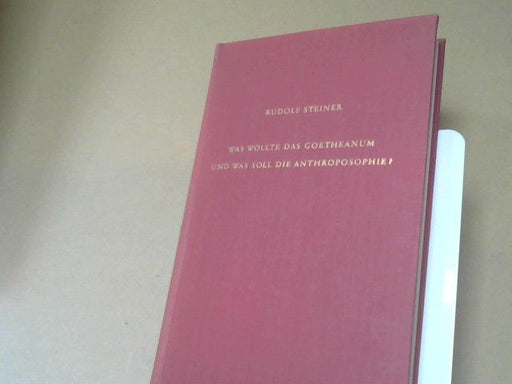 RUDOLF STEINER
WAS WOLLTE DAS GOETHEANUM
UND WAS SOLL DIE ANTHROPOSOPHIE?